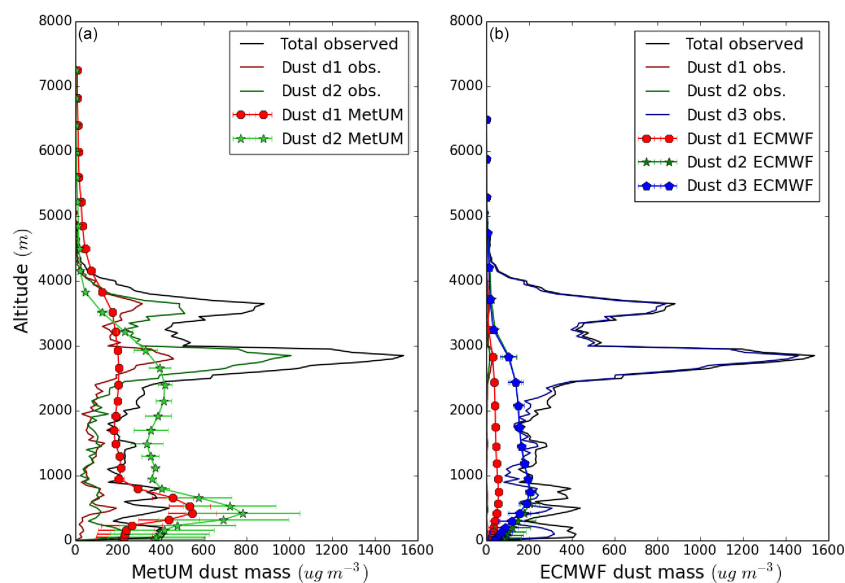 (a)
Total observed
Dust d1 obs.
Dust d2 obs.
Dust d1 MetUM
Dust d2 MetUM
8000
7000
6000
5000
4000
3000
2000
1000
0
0 200 400 600 800 1000 1200 1400 1600
Altitude (m)
MetUM dust mass (ug m⁻³)
(b)
Total observed
Dust d1 obs.
Dust d2 obs.
Dust d3 obs.
Dust d1 ECMWF
Dust d2 ECMWF
Dust d3 ECMWF
8000
7000
6000
5000
4000
3000
2000
1000
0
0 200 400 600 800 1000 1200 1400 1600
ECMWF dust mass (ug m⁻³)